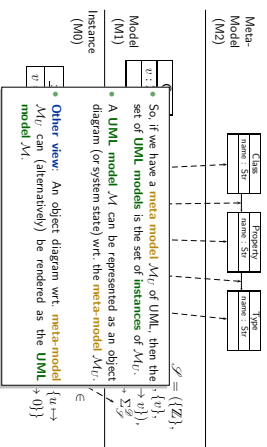 Meta-
Model
(M2)
Class
name : Str
Property
name : Str
Type
name : Str
Model
(M1)
v :
Instance
(M0)
v
• So, if we have a meta model ℳ_U of UML, then the
set of UML models is the set of instances of ℳ_U.
• A UML model ℳ can be represented as an object
diagram (or system state) wrt. the meta-model ℳ_U.
• Other view: An object diagram wrt. meta-model
ℳ_U can (alternatively) be rendered as the UML
model ℳ.
𝒮 = ({ℤ},
, {v},
→ v}),
Σ^𝒮
∈
{u ↦
→ 0}}